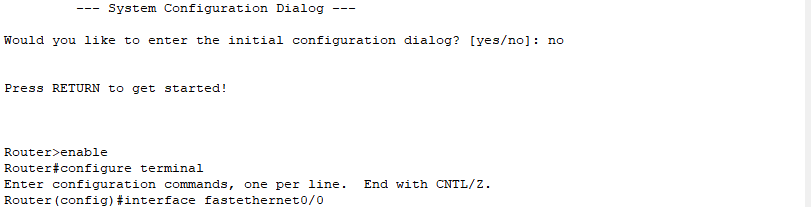 --- System Configuration Dialog ---
Would you like to enter the initial configuration dialog? [yes/no]: no
Press RETURN to get started!
Router>enable
Router#configure terminal
Enter configuration commands, one per line.  End with CNTL/Z.
Router(config)#interface fastethernet0/0